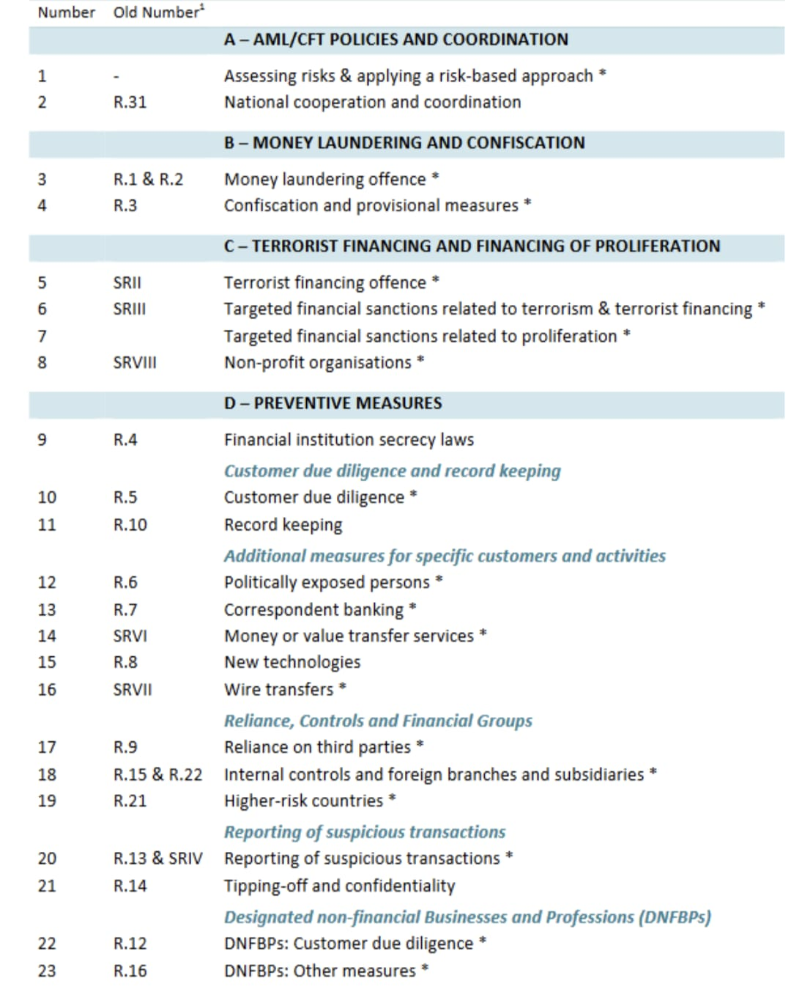 Number Old Number¹
A – AML/CFT POLICIES AND COORDINATION
1 - Assessing risks & applying a risk-based approach *
2 R.31 National cooperation and coordination
B – MONEY LAUNDERING AND CONFISCATION
3 R.1 & R.2 Money laundering offence *
4 R.3 Confiscation and provisional measures *
C – TERRORIST FINANCING AND FINANCING OF PROLIFERATION
5 SRII Terrorist financing offence *
6 SRIII Targeted financial sanctions related to terrorism & terrorist financing *
7 Targeted financial sanctions related to proliferation *
8 SRVIII Non-profit organisations *
D – PREVENTIVE MEASURES
9 R.4 Financial institution secrecy laws
Customer due diligence and record keeping
10 R.5 Customer due diligence *
11 R.10 Record keeping
Additional measures for specific customers and activities
12 R.6 Politically exposed persons *
13 R.7 Correspondent banking *
14 SRVI Money or value transfer services *
15 R.8 New technologies
16 SRVII Wire transfers *
Reliance, Controls and Financial Groups
17 R.9 Reliance on third parties *
18 R.15 & R.22 Internal controls and foreign branches and subsidiaries *
19 R.21 Higher-risk countries *
Reporting of suspicious transactions
20 R.13 & SRIV Reporting of suspicious transactions *
21 R.14 Tipping-off and confidentiality
Designated non-financial Businesses and Professions (DNFBPs)
22 R.12 DNFBPs: Customer due diligence *
23 R.16 DNFBPs: Other measures *